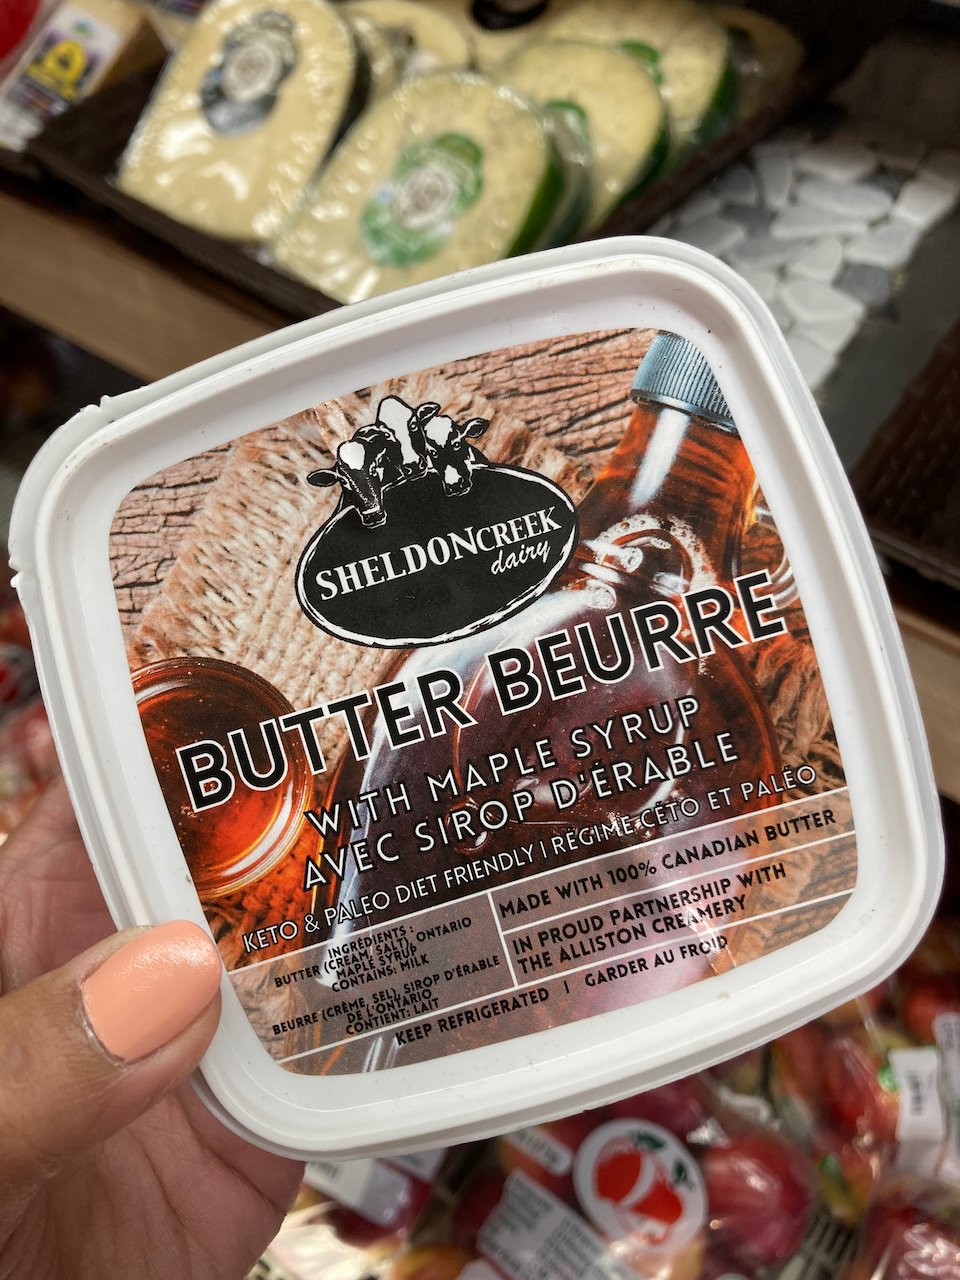 SHELDONCREEK
dairy
BUTTER BEURRE
WITH MAPLE SYRUP
AVEC SIROP D'ÉRABLE
KETO & PALEO DIET FRIENDLY | RÉGIME CÉTO ET PALÉO
INGRÉDIENTS :
BUTTER (CREAM, SALT), ONTARIO
MAPLE SYRUP
CONTAINS: MILK
BEURRE (CRÈME, SEL), SIROP D'ÉRABLE
DE L'ONTARIO
CONTIENT: LAIT
MADE WITH 100% CANADIAN BUTTER
IN PROUD PARTNERSHIP WITH
THE ALLISTON CREAMERY
KEEP REFRIGERATED | GARDER AU FROID